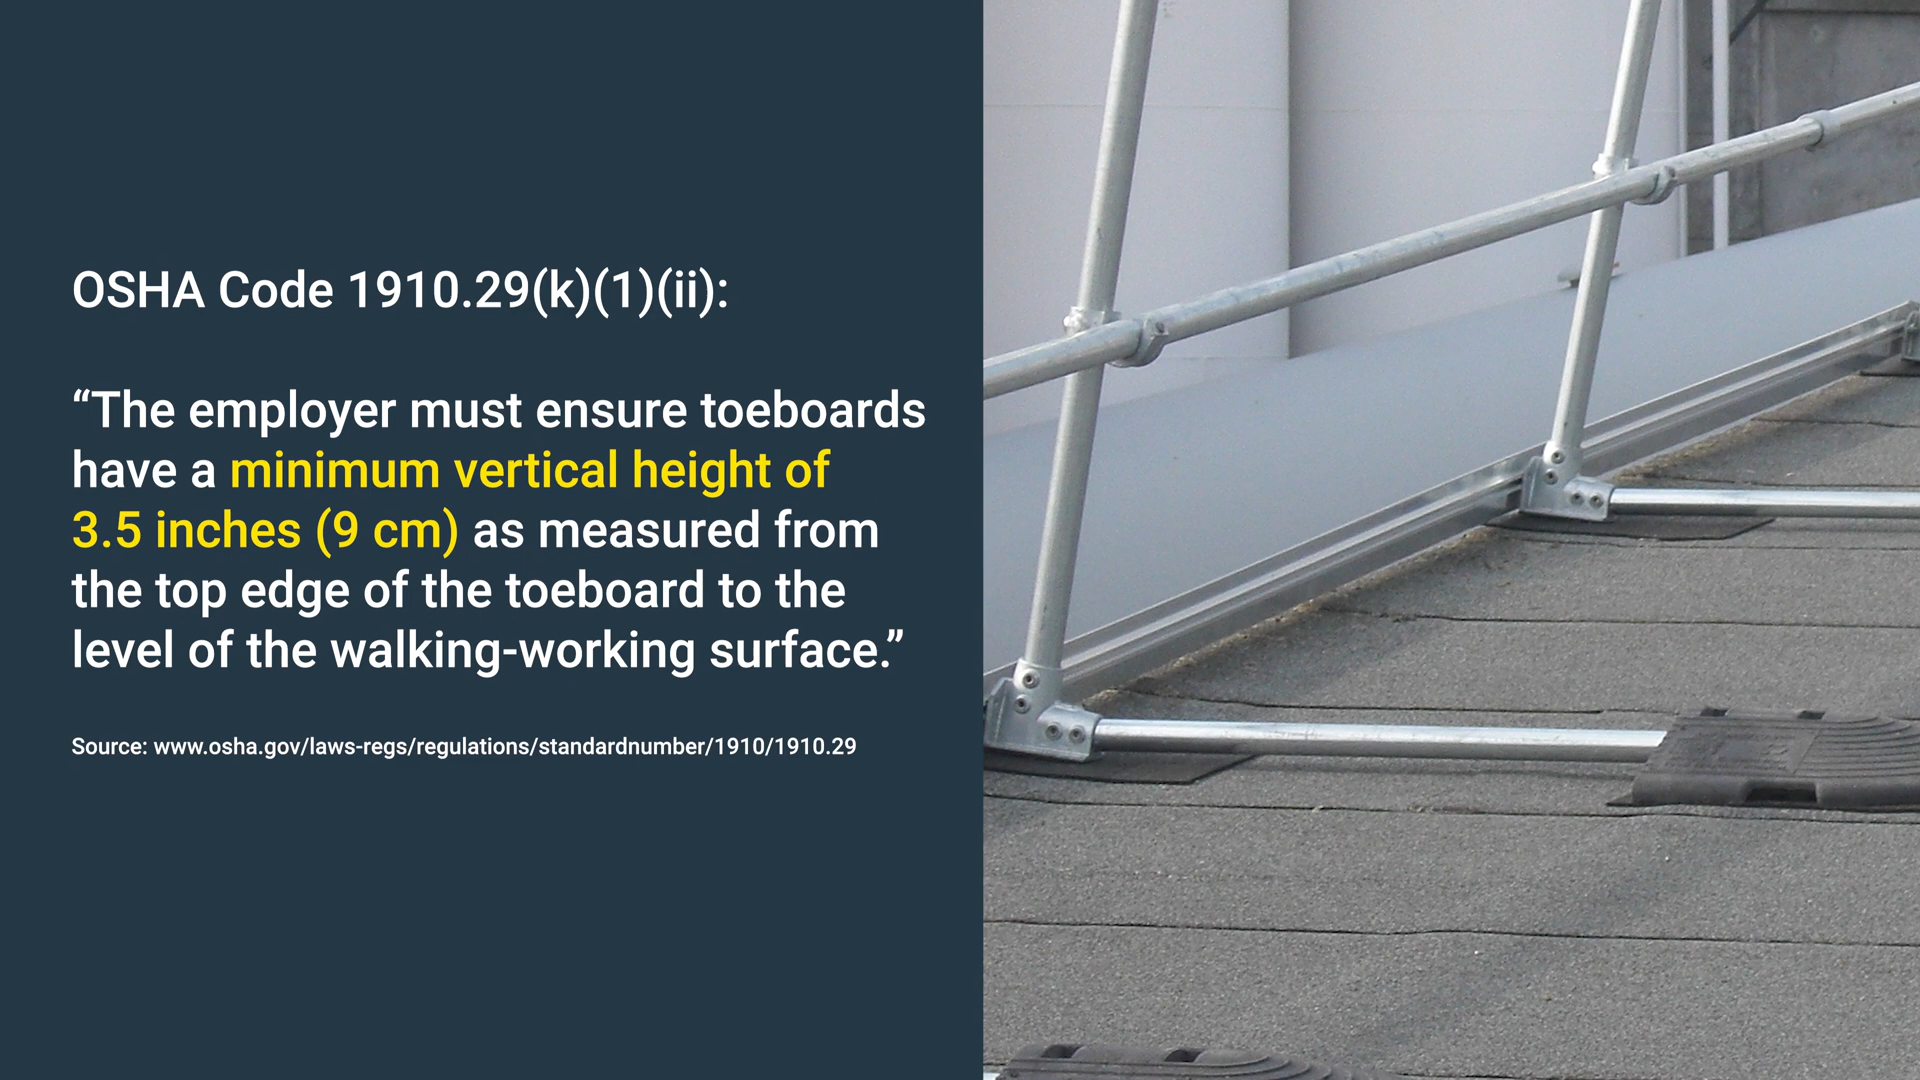 OSHA Code 1910.29(k)(1)(ii):
“The employer must ensure toeboards
have a minimum vertical height of
3.5 inches (9 cm) as measured from
the top edge of the toeboard to the
level of the walking-working surface.”
Source: www.osha.gov/laws-regs/regulations/standardnumber/1910/1910.29